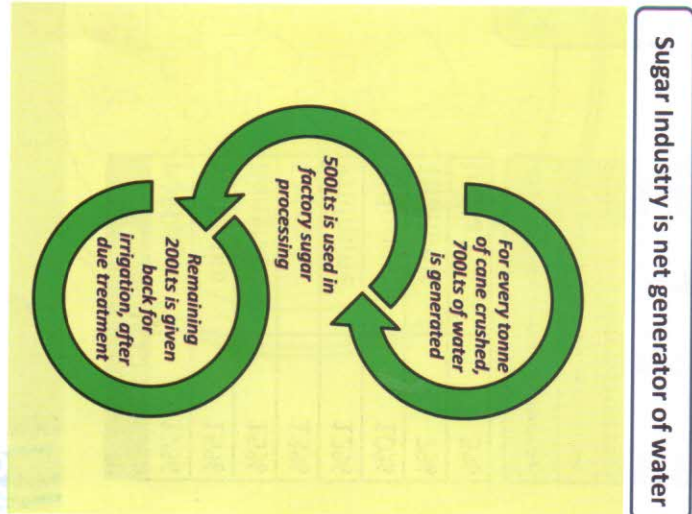 Sugar Industry is net generator of water
For every tonne
of cane crushed,
700Lts of water
is generated
500Lts is used in
factory sugar
processing
Remaining
200Lts is given
back for
irrigation, after
due treatment